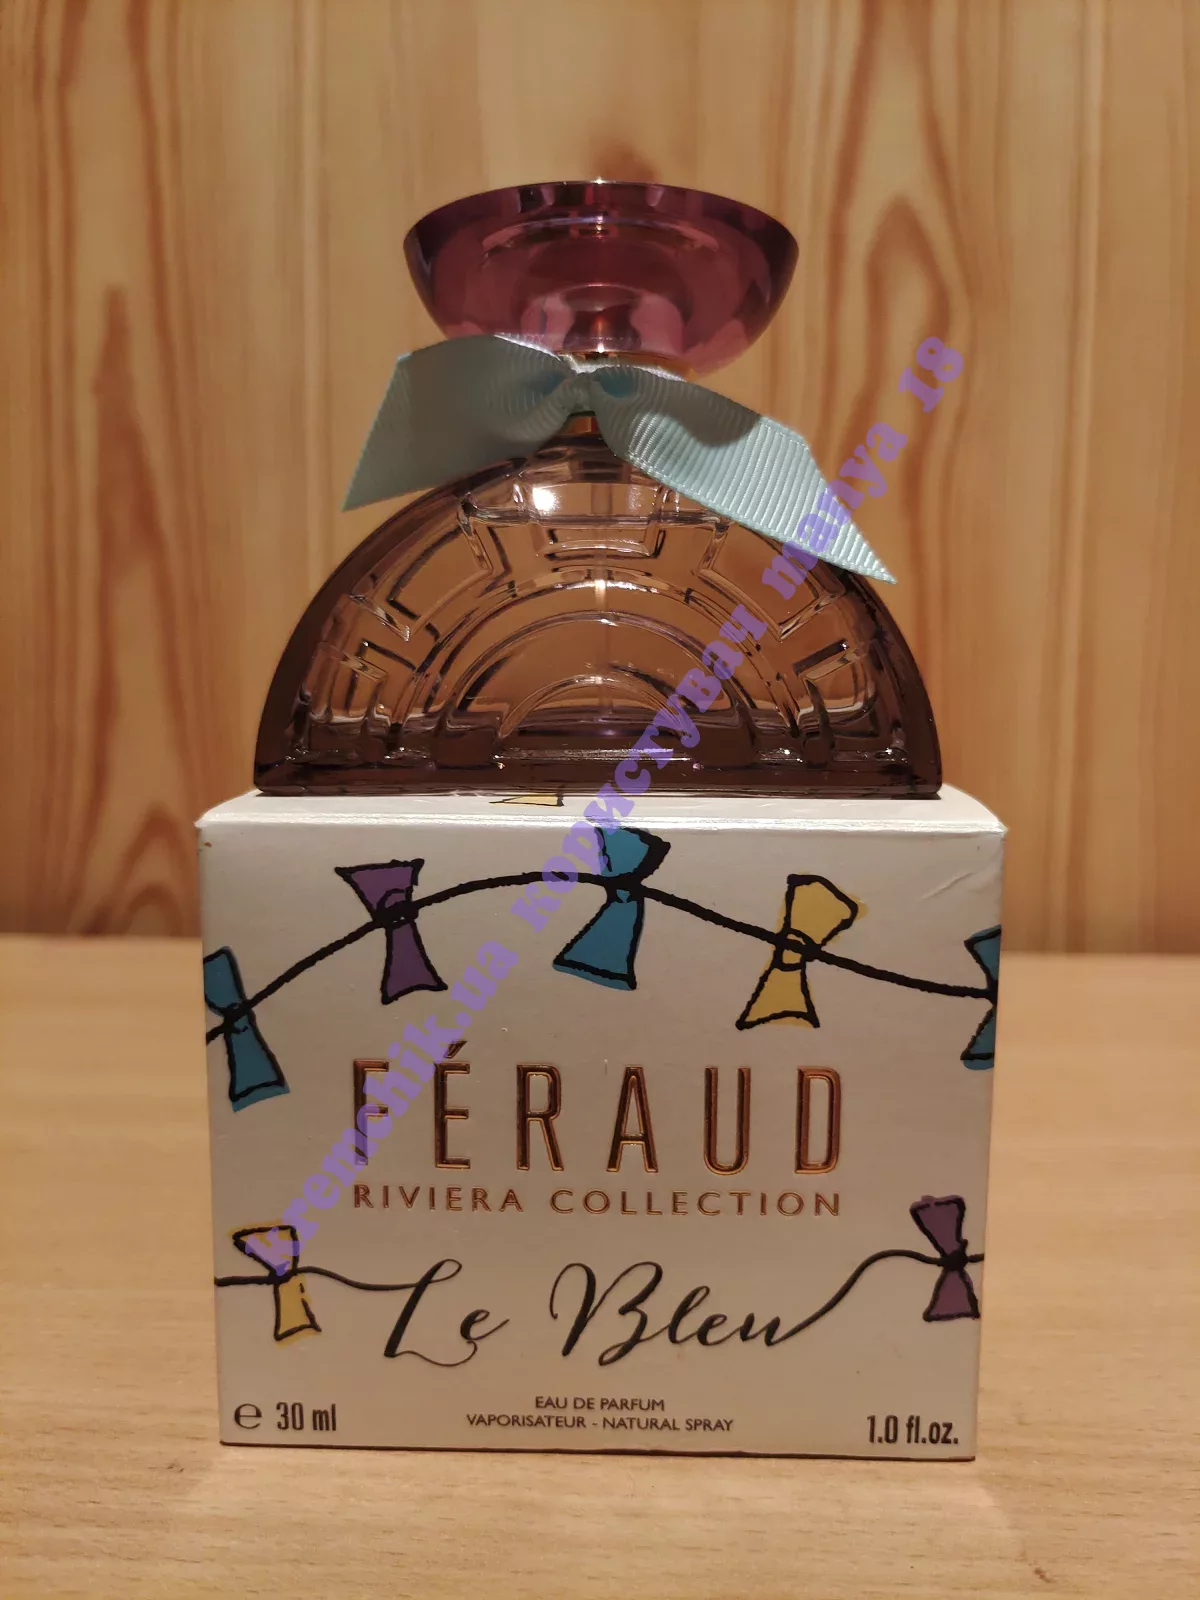 FÉRAUD
RIVIERA COLLECTION
Le Bleu
EAU DE PARFUM
VAPORISATEUR - NATURAL SPRAY
e 30 ml
1.0 fl.oz.
kremchik.ua користувач manya 18